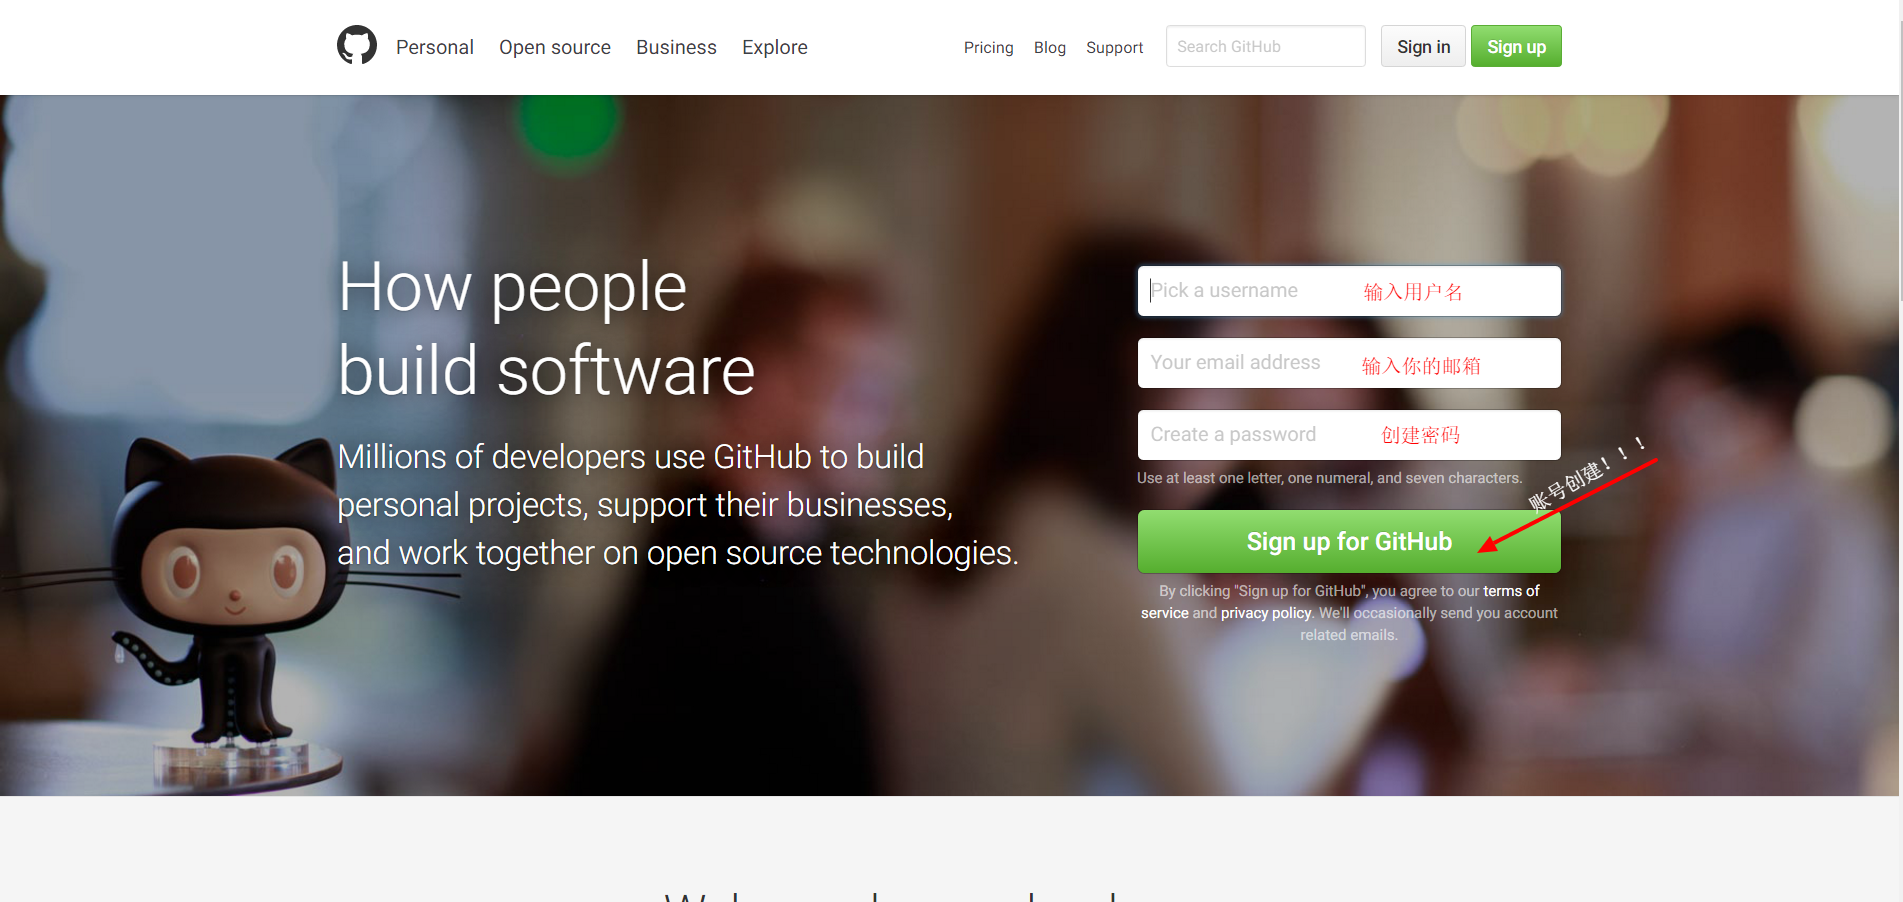 Personal Open source Business Explore Pricing Blog Support Search GitHub Sign in Sign up
How people
build software
Millions of developers use GitHub to build
personal projects, support their businesses,
and work together on open source technologies.
Pick a username 输入用户名
Your email address 输入你的邮箱
Create a password 创建密码
Use at least one letter, one numeral, and seven characters.
账号创建！！！
Sign up for GitHub
By clicking "Sign up for GitHub", you agree to our terms of
service and privacy policy. We'll occasionally send you account
related emails.